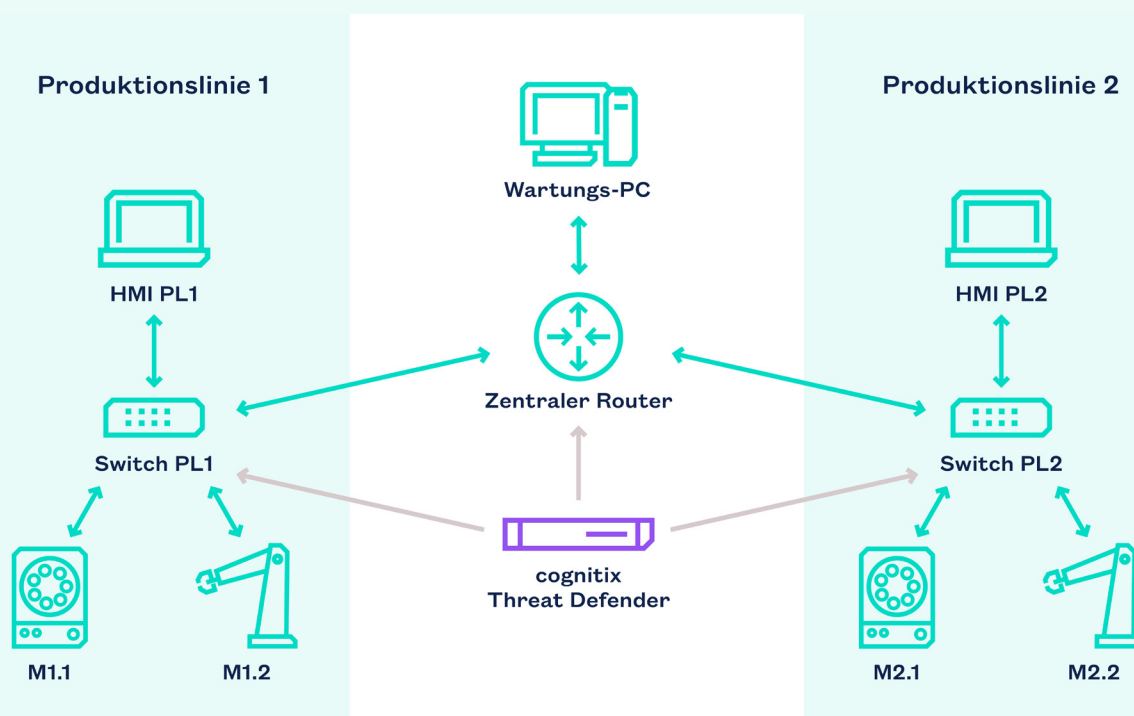 Produktionslinie 1
Produktionslinie 2
Wartungs-PC
HMI PL1
HMI PL2
Zentraler Router
Switch PL1
Switch PL2
cognitix
Threat Defender
M1.1
M1.2
M2.1
M2.2